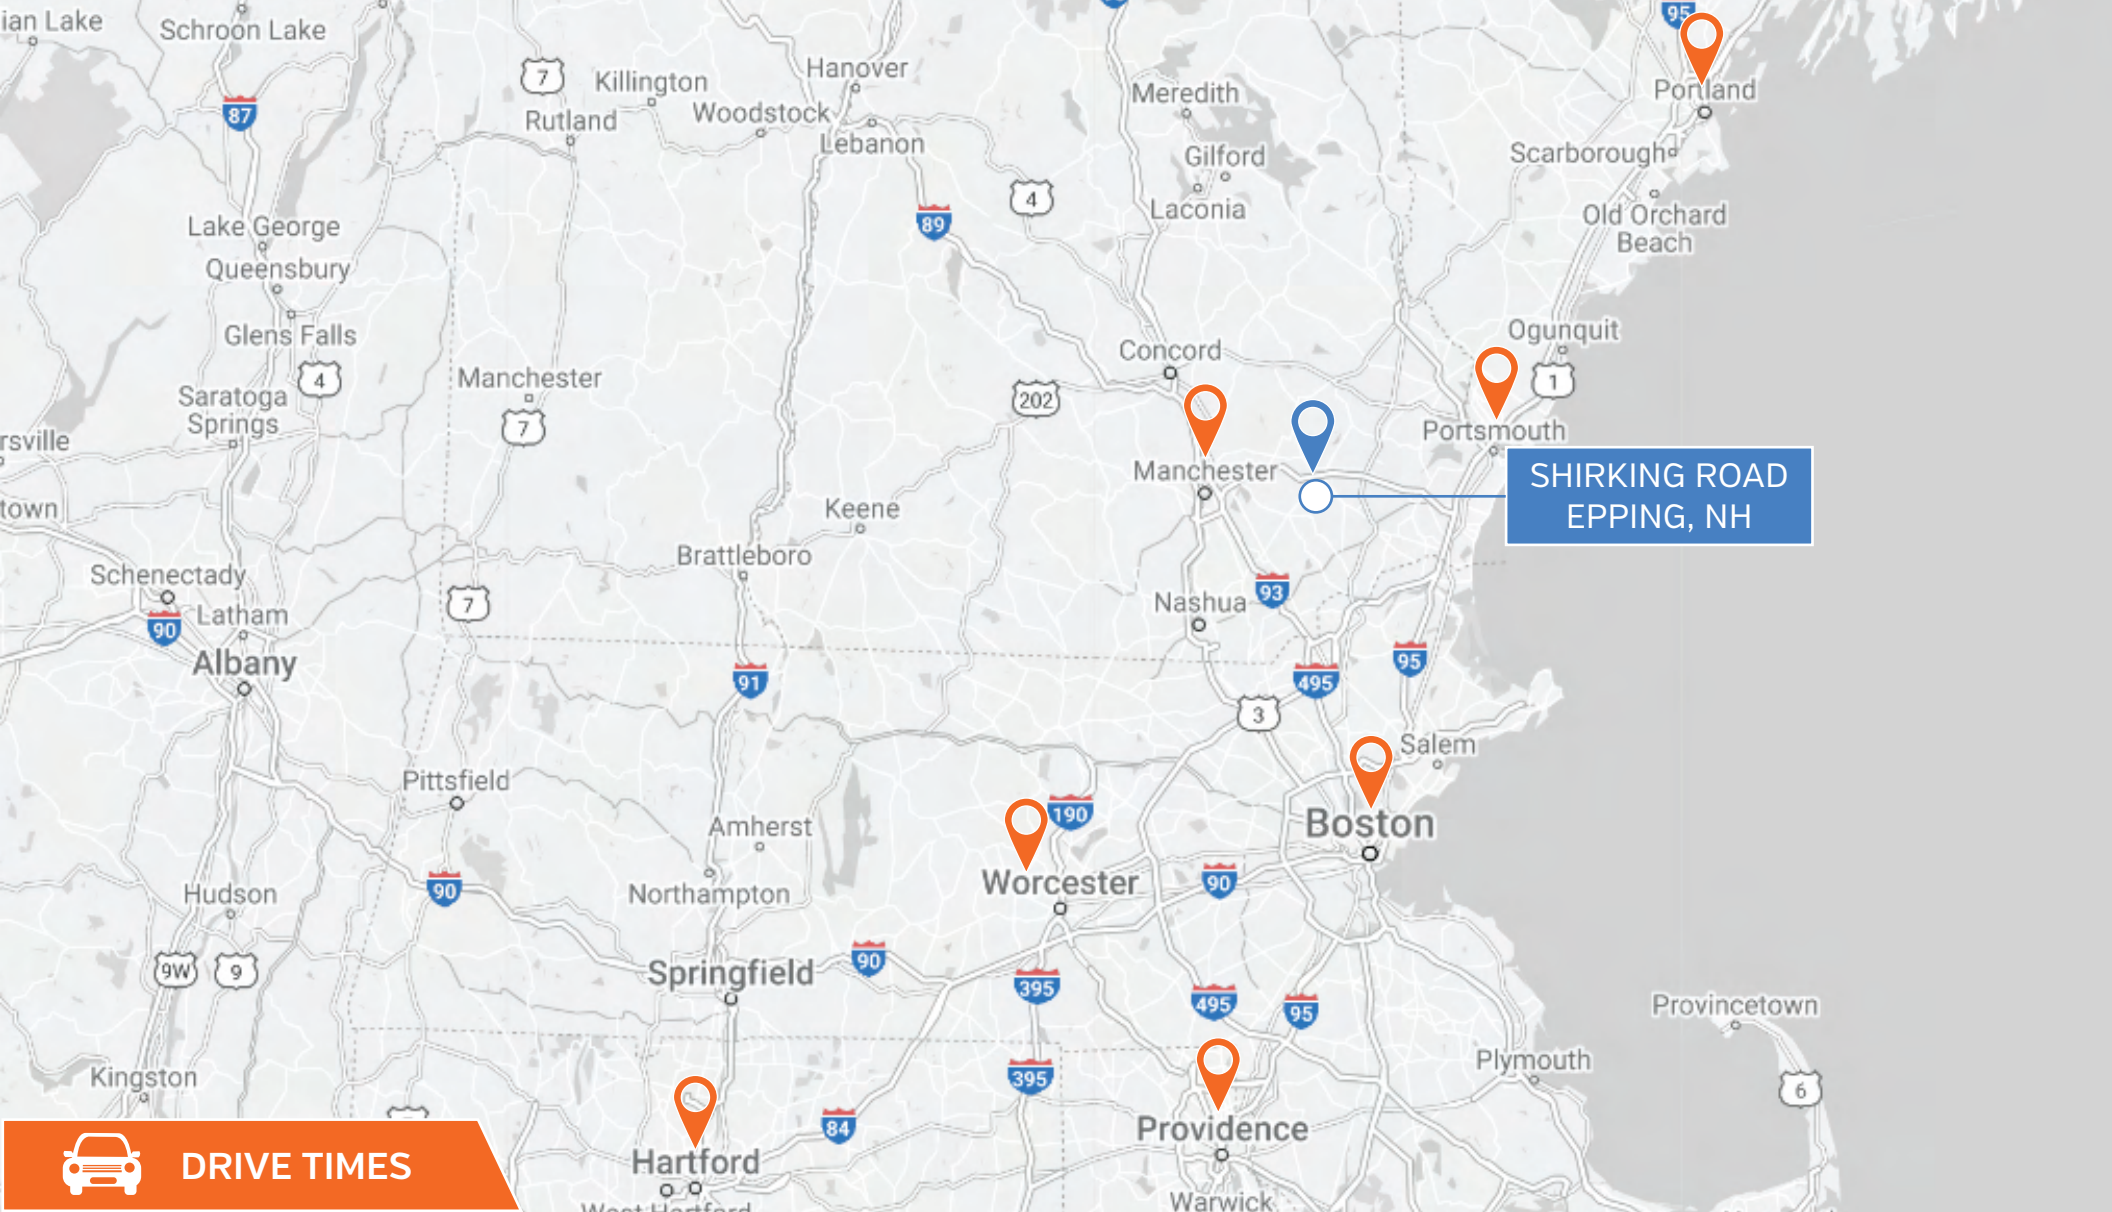 ian Lake
Schroon Lake
95
7
Killington
Hanover
Meredith
Portland
87
Rutland
Woodstock
Lebanon
Gilford
Scarborough
4
89
Laconia
Old Orchard
Beach
Lake George
Queensbury
Glens Falls
Ogunquit
4
Manchester
Concord
1
Saratoga
Springs
7
202
rsville
Portsmouth
Manchester
SHIRKING ROAD
EPPING, NH
town
Keene
Brattleboro
Schenectady
7
93
Latham
90
Nashua
Albany
91
495
95
3
Salem
Pittsfield
190
Amherst
Boston
90
Northampton
Worcester
90
Hudson
9W
9
Springfield
90
395
495
95
Provincetown
Kingston
395
Plymouth
6
84
Providence
DRIVE TIMES
Hartford
Warwick
West Hartford